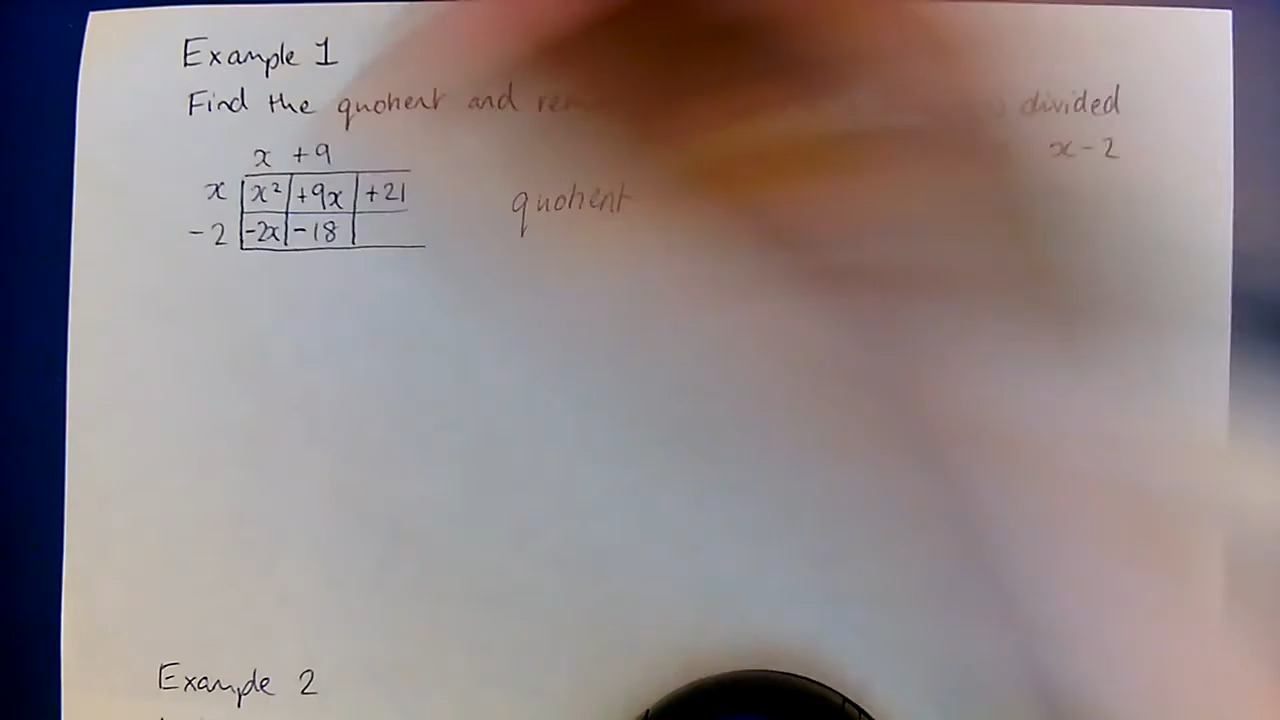 Example 1
Find the quotient and divided
x - 2
x +9
x x² +9x +21
-2 -2x -18
quotient
Example 2